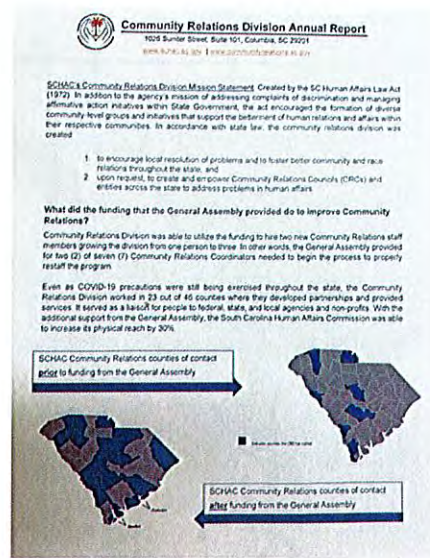 Community Relations Division Annual Report
1026 Sumter Street, Suite 101, Columbia, SC 29201
SCHAC's Community Relations Division Mission Statement: Created by the SC Human Affairs Law Act
(1972). In addition to the agency's mission of addressing complaints of discrimination and managing
affirmative action initiatives within State Government, the act encouraged the formation of diverse
community-level groups and initiatives that support the betterment of human relations and affairs within
their respective communities. In accordance with state law, the community relations division was
created
1. to encourage local resolution of problems and to foster better community and race
relations throughout the state, and
2. upon request, to create and empower Community Relations Councils (CRCs) and
entities across the state to address problems in human affairs
What did the funding that the General Assembly provided do to improve Community
Relations?
Community Relations Division was able to utilize the funding to hire two new Community Relations staff
members growing the division from one person to three. In other words, the General Assembly provided
for two (2) of seven (7) Community Relations Coordinators needed to begin the process to properly
restaff the program.
Even as COVID-19 precautions were still being exercised throughout the state, the Community
Relations Division worked in 23 out of 46 counties where they developed partnerships and provided
services. It served as a liaison for people to federal, state, and local agencies and non-profits. With the
additional support from the General Assembly, the South Carolina Human Affairs Commission was able
to increase its physical reach by 30%.
SCHAC Community Relations counties of contact
prior to funding from the General Assembly
SCHAC Community Relations counties of contact
after funding from the General Assembly